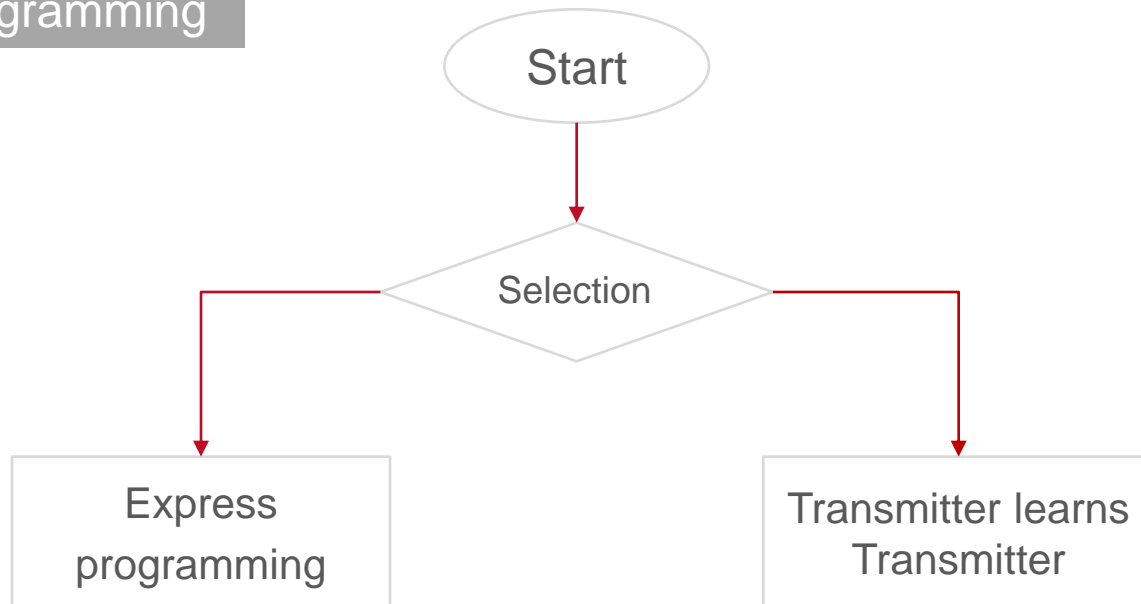 gramming
Start
Selection
Express
programming
Transmitter learns
Transmitter